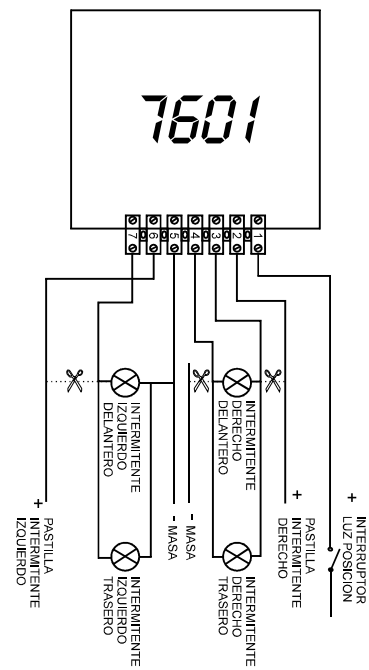 7601
7
6
5
4
3
2
1
INTERMITENTE
IZQUIERDO
DELANTERO
INTERMITENTE
DERECHO
DELANTERO
+
PASTILLA
INTERMITENTE
IZQUIERDO
INTERMITENTE
IZQUIERDO
TRASERO
- MASA
- MASA
INTERMITENTE
DERECHO
TRASERO
+
PASTILLA
INTERMITENTE
DERECHO
+
INTERRUPTOR
LUZ POSICION